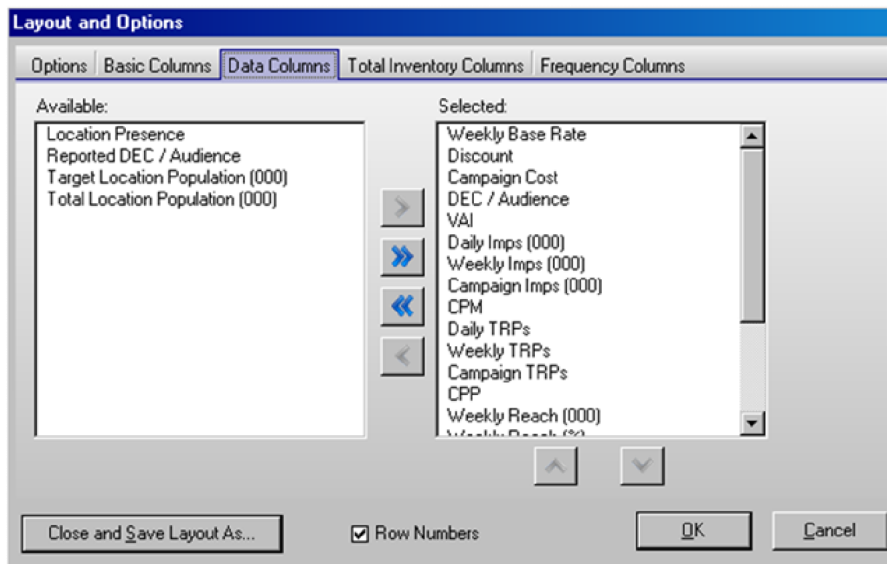 Layout and Options
Options
Basic Columns
Data Columns
Total Inventory Columns
Frequency Columns
Available:
Location Presence
Reported DEC / Audience
Target Location Population (000)
Total Location Population (000)
Selected:
Weekly Base Rate
Discount
Campaign Cost
DEC / Audience
VAI
Daily Imps (000)
Weekly Imps (000)
Campaign Imps (000)
CPM
Daily TRPs
Weekly TRPs
Campaign TRPs
CPP
Weekly Reach (000)
Weekly Reach (%)
Close and Save Layout As...
Row Numbers
OK
Cancel